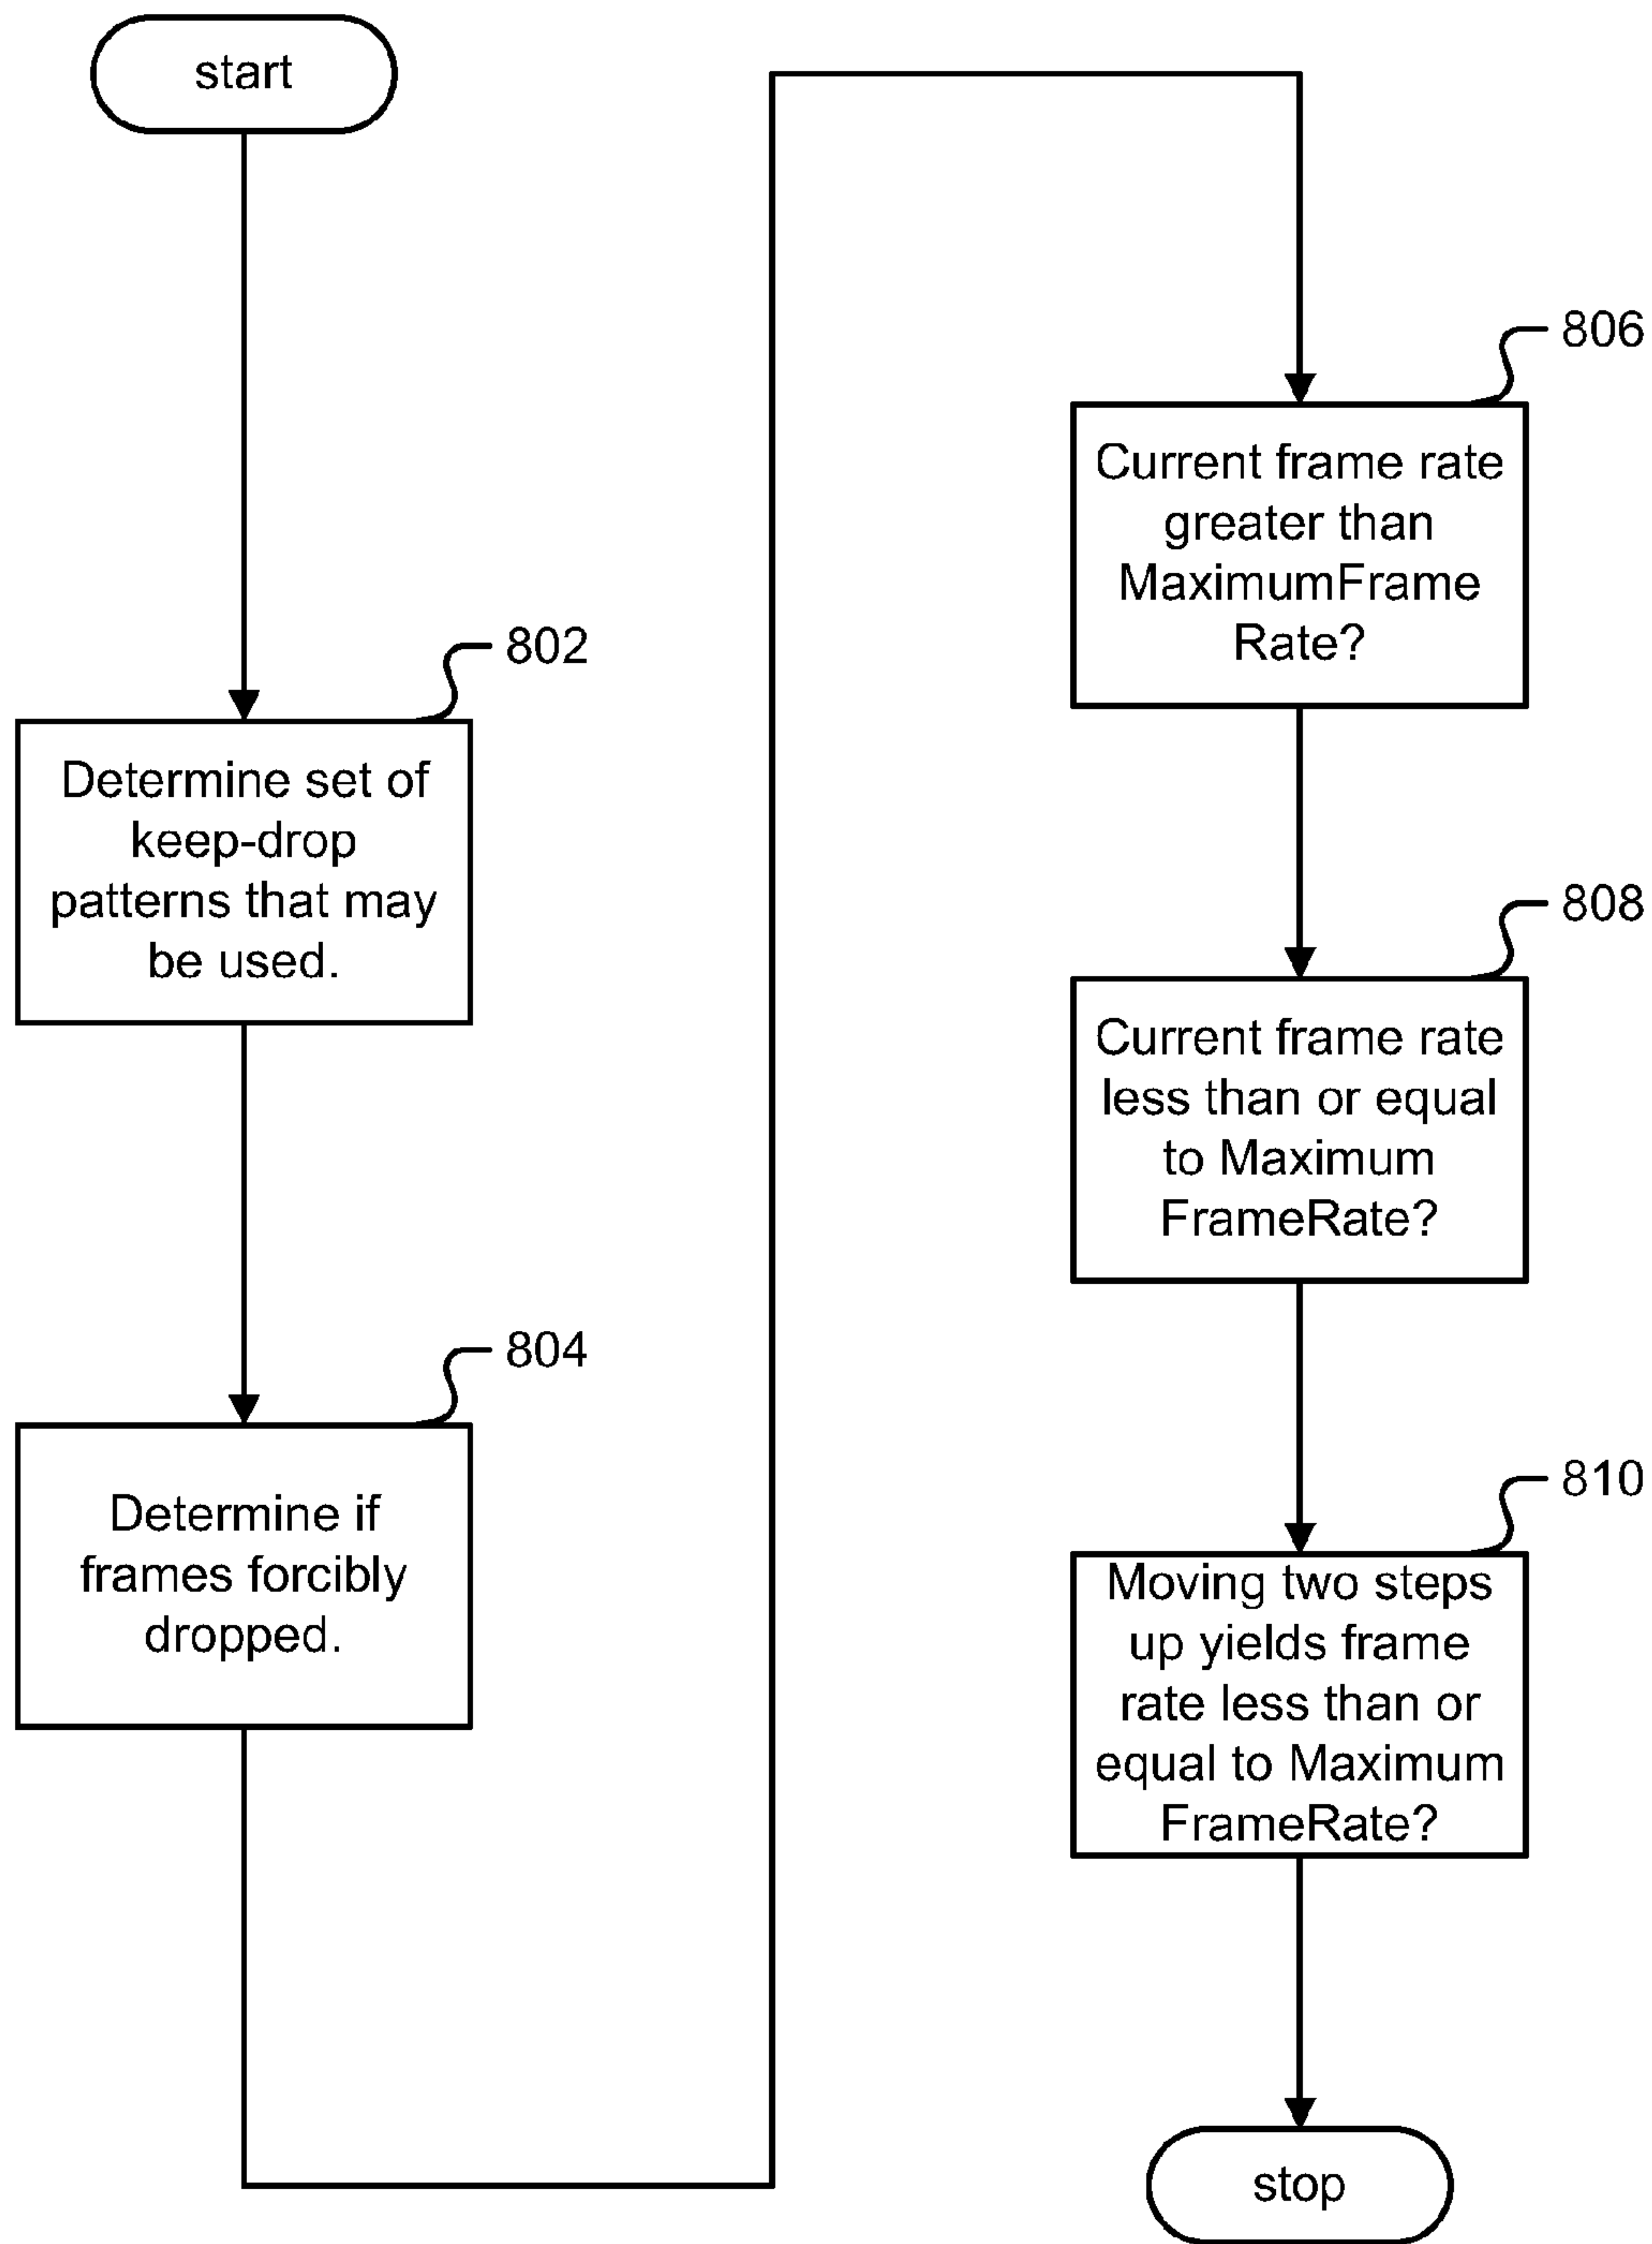 start
802
Determine set of
keep-drop
patterns that may
be used.
804
Determine if
frames forcibly
dropped.
806
Current frame rate
greater than
MaximumFrame
Rate?
808
Current frame rate
less than or equal
to Maximum
FrameRate?
810
Moving two steps
up yields frame
rate less than or
equal to Maximum
FrameRate?
stop